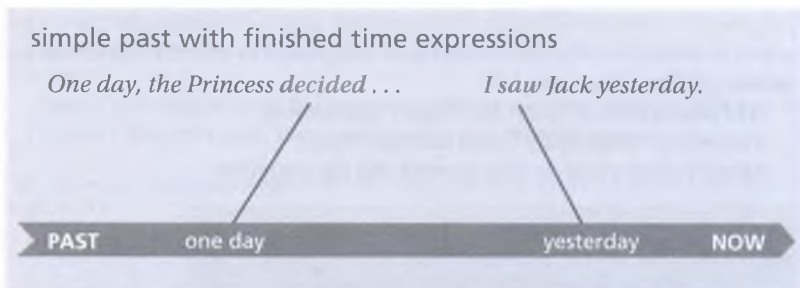 simple past with finished time expressions
One day, the Princess decided . . . I saw Jack yesterday.
PAST one day yesterday NOW